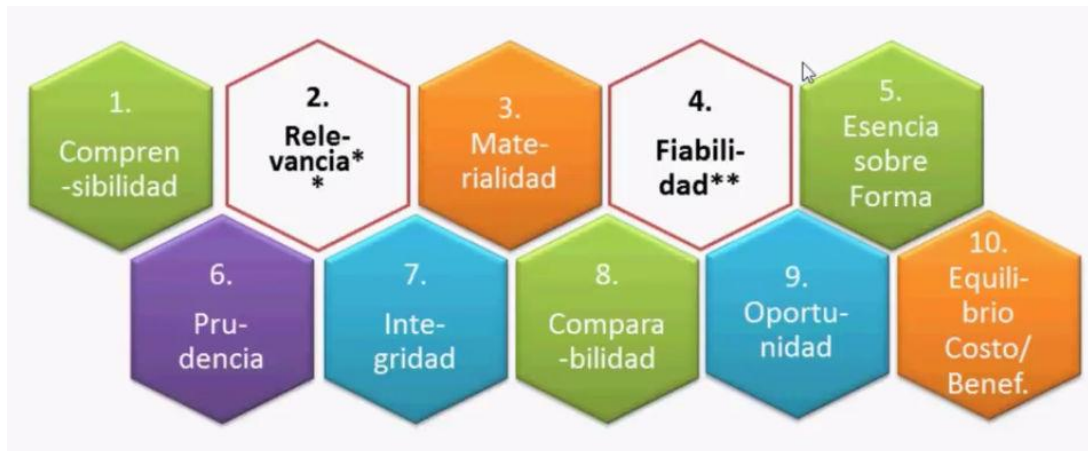 1.
Compren
-sibilidad
2.
Rele-
vancia*
*
3.
Mate-
rialidad
4.
Fiabili-
dad**
5.
Esencia
sobre
Forma
6.
Pru-
dencia
7.
Inte-
gridad
8.
Compara
-bilidad
9.
Oportu-
nidad
10.
Equili-
brio
Costo/
Benef.